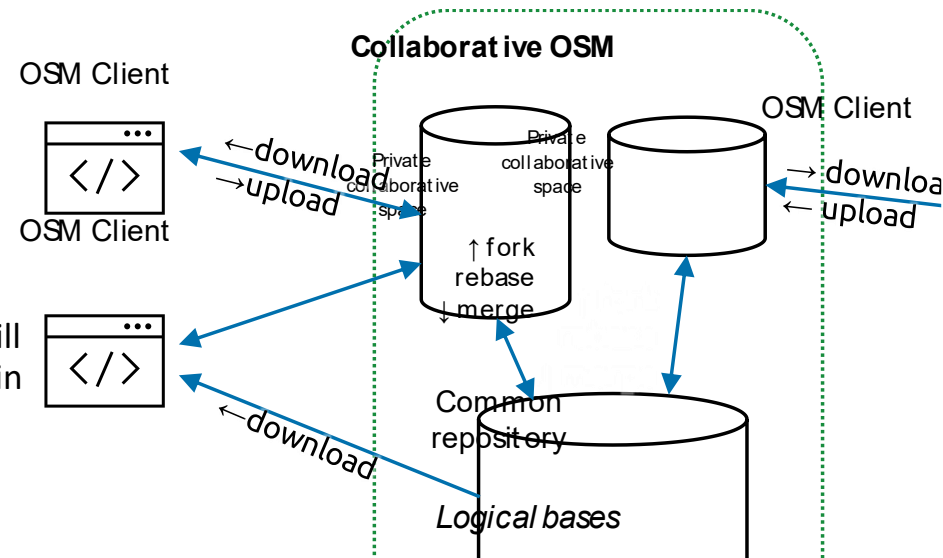 Collaborative OSM
OSM Client
OSM Client
←download
→upload
Private
collaborative
space
Private
collaborative
space
→ downloa
← upload
OSM Client
↑ fork
rebase
↓ merge
ill
in
←download
Common
repository
Logical bases